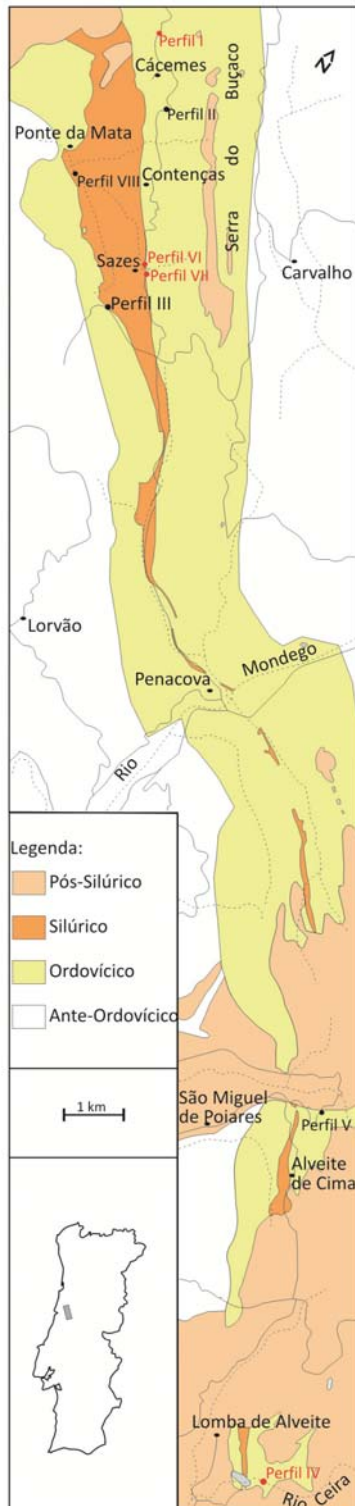 Perfil I
Cácemes
Buçaco
Perfil II
Ponte da Mata
Perfil VIII
Contenças
do
Serra
Perfil VI
Sazes
Perfil VII
Carvalho
Perfil III
Lorvão
Mondego
Penacova
Rio
Legenda:
Pós-Silúrico
Silúrico
Ordovícico
Ante-Ordovícico
1 km
São Miguel
de Poiares
Perfil V
Alveite
de Cima
Lomba de Alveite
Perfil IV
Rio Ceira